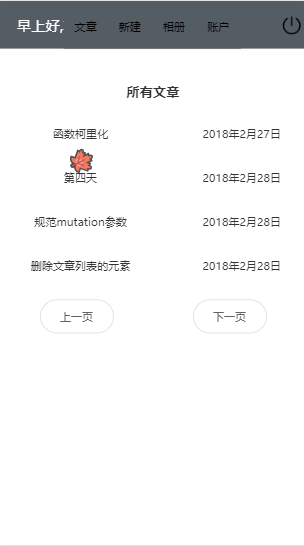 早上好, 文章 新建 相册 账户
所有文章
函数柯里化 2018年2月27日
第四天 2018年2月28日
规范mutation参数 2018年2月28日
删除文章列表的元素 2018年2月28日
上一页 下一页